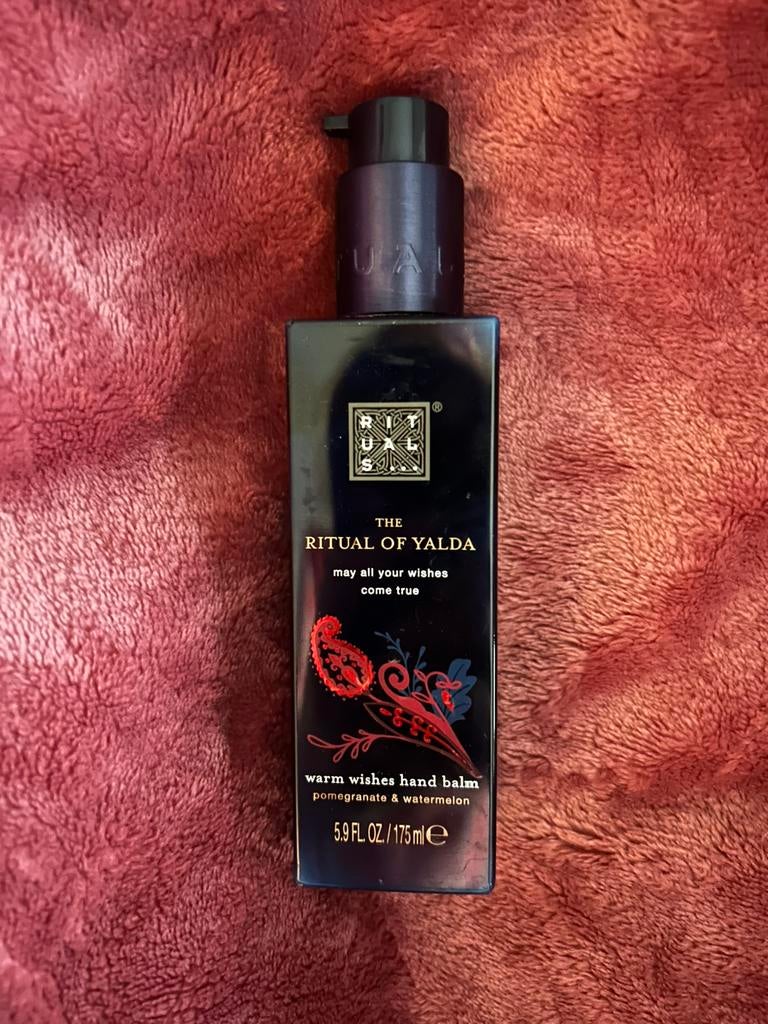 TUAL
®
RIT
UAL
S...
THE
RITUAL OF YALDA
may all your wishes
come true
warm wishes hand balm
pomegranate & watermelon
5.9 FL. OZ. / 175 ml ℮